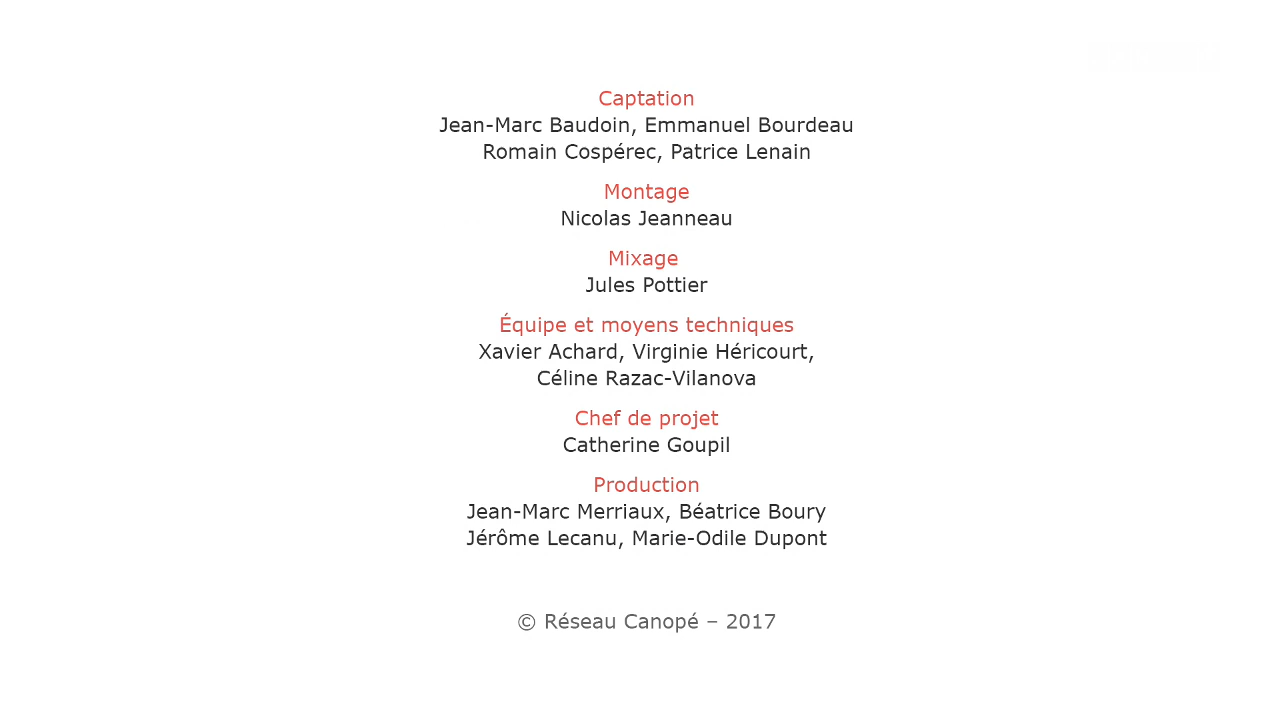 Captation
Jean-Marc Baudoin, Emmanuel Bourdeau
Romain Cospérec, Patrice Lenain
Montage
Nicolas Jeanneau
Mixage
Jules Pottier
Équipe et moyens techniques
Xavier Achard, Virginie Héricourt,
Céline Razac-Vilanova
Chef de projet
Catherine Goupil
Production
Jean-Marc Merriaux, Béatrice Boury
Jérôme Lecanu, Marie-Odile Dupont
© Réseau Canopé – 2017